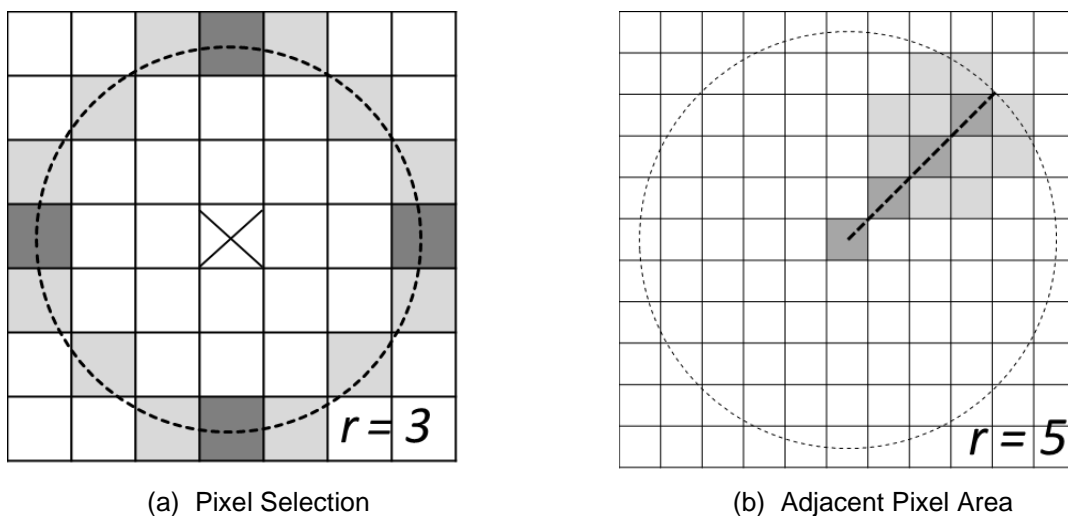 r = 3
r = 5
(a) Pixel Selection
(b) Adjacent Pixel Area